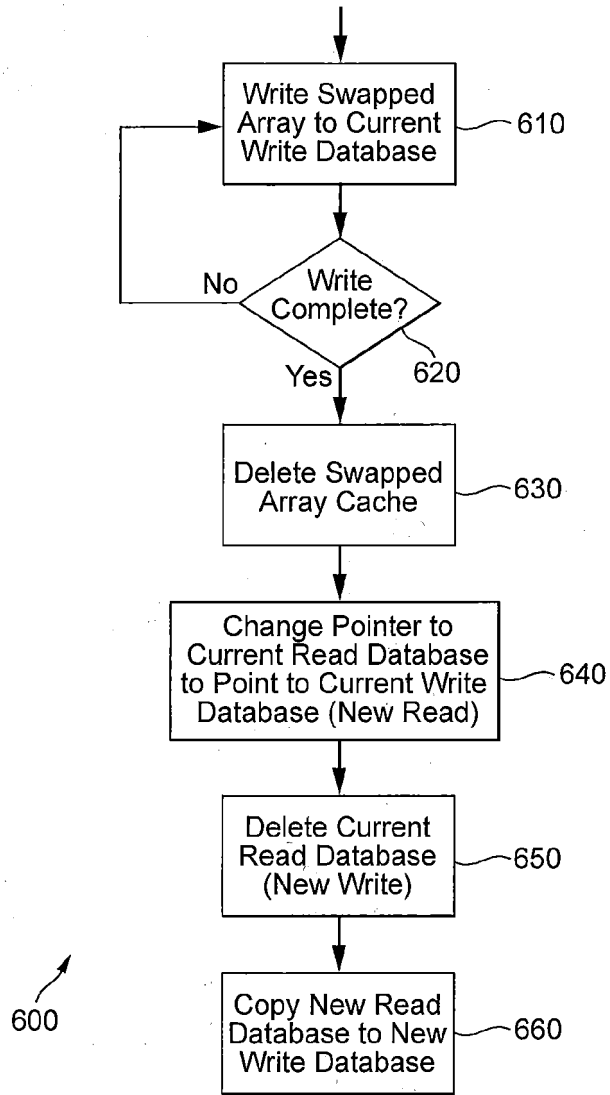 Write Swapped
Array to Current
Write Database
610
No
Write
Complete?
620
Yes
Delete Swapped
Array Cache
630
Change Pointer to
Current Read Database
to Point to Current Write
Database (New Read)
640
Delete Current
Read Database
(New Write)
650
600
Copy New Read
Database to New
Write Database
660